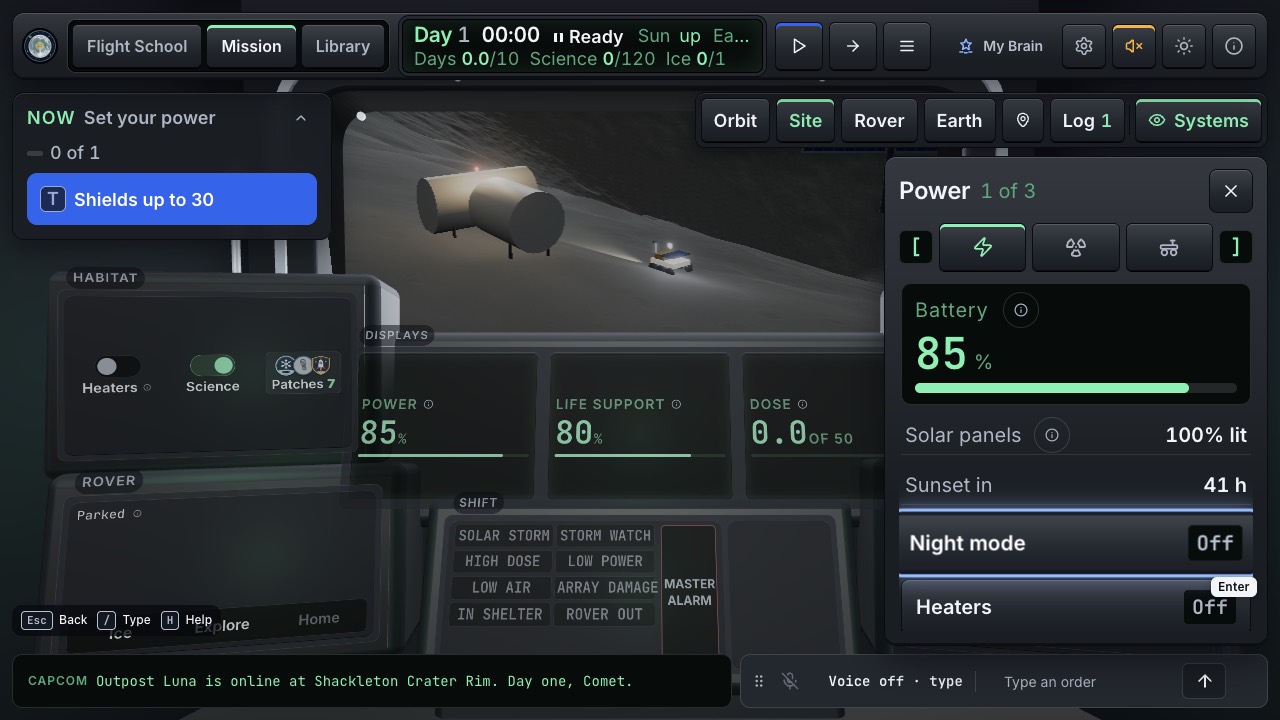 Flight School
Mission
Library
Day 1 00:00 Ready Sun up Ea…
Days 0.0/10 Science 0/120 Ice 0/1
My Brain
NOW Set your power
0 of 1
T Shields up to 30
Orbit
Site
Rover
Earth
Log 1
Systems
Power 1 of 3
[
]
Battery
85 %
Solar panels 100% lit
Sunset in 41 h
Night mode Off
Enter
Heaters Off
HABITAT
Heaters
Science
Patches 7
DISPLAYS
POWER
85%
LIFE SUPPORT
80%
DOSE
0.0 OF 50
ROVER
Parked
Ice
Explore
Home
SHIFT
SOLAR STORM STORM WATCH
HIGH DOSE LOW POWER
LOW AIR ARRAY DAMAGE
IN SHELTER ROVER OUT
MASTER
ALARM
Esc Back / Type H Help
CAPCOM Outpost Luna is online at Shackleton Crater Rim. Day one, Comet.
Voice off · type
Type an order